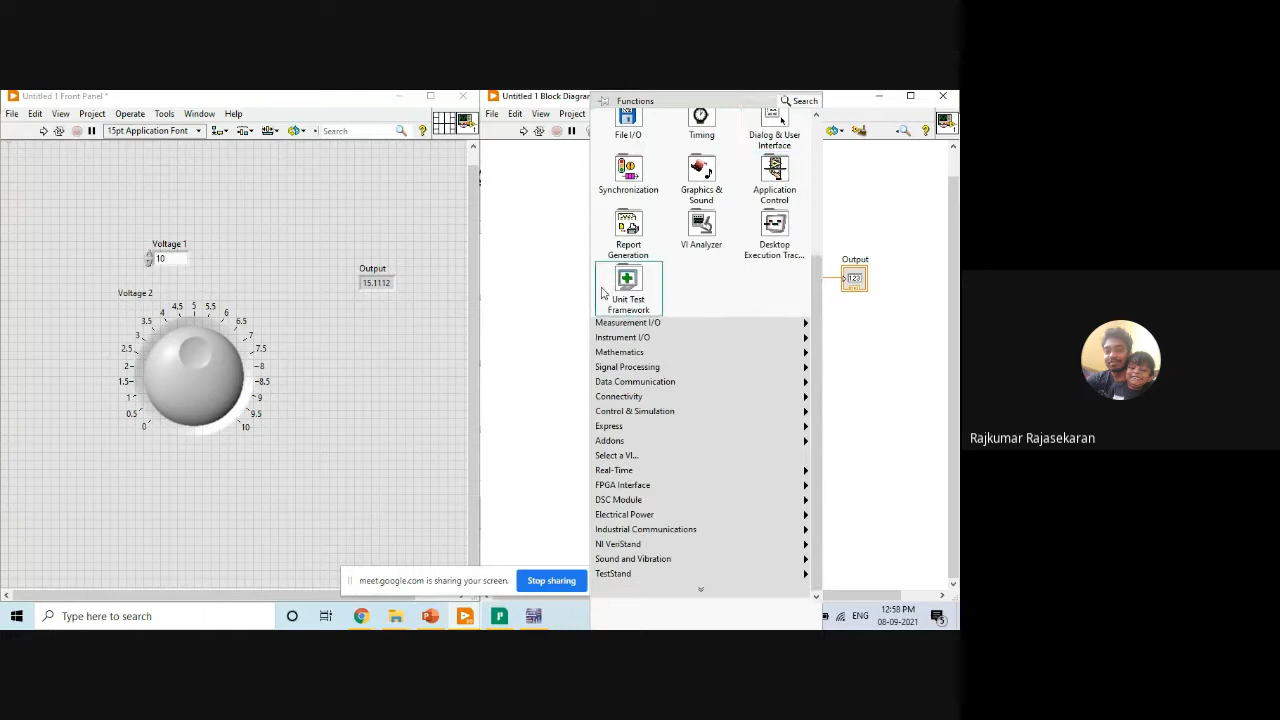 Untitled 1 Front Panel *
File Edit View Project Operate Tools Window Help
15pt Application Font
Search
Voltage 1
10
Output
15.1112
Voltage 2
0 0.5 1 1.5 2 2.5 3 3.5 4 4.5 5 5.5 6 6.5 7 7.5 8 8.5 9 9.5 10
meet.google.com is sharing your screen.
Stop sharing
Untitled 1 Block Diagran
File Edit View Project
Functions
Search
File I/O
Timing
Dialog & User
Interface
Synchronization
Graphics &
Sound
Application
Control
Report
Generation
VI Analyzer
Desktop
Execution Trac...
Unit Test
Framework
Measurement I/O
Instrument I/O
Mathematics
Signal Processing
Data Communication
Connectivity
Control & Simulation
Express
Addons
Select a VI...
Real-Time
FPGA Interface
DSC Module
Electrical Power
Industrial Communications
NI VeriStand
Sound and Vibration
TestStand
Output
123
Type here to search
ENG
12:58 PM
08-09-2021
5
Rajkumar Rajasekaran